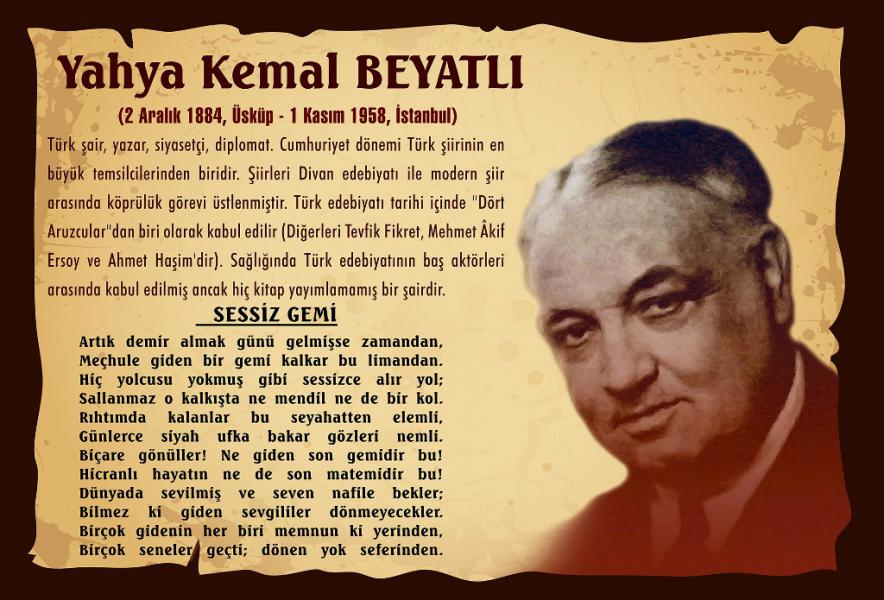 Yahya Kemal BEYATLI
(2 Aralık 1884, Üsküp - 1 Kasım 1958, İstanbul)
Türk şair, yazar, siyasetçi, diplomat. Cumhuriyet dönemi Türk şiirinin en
büyük temsilcilerinden biridir. Şiirleri Divan edebiyatı ile modern şiir
arasında köprülük görevi üstlenmiştir. Türk edebiyatı tarihi içinde "Dört
Aruzcular"dan biri olarak kabul edilir (Diğerleri Tevfik Fikret, Mehmet Âkif
Ersoy ve Ahmet Haşim'dir). Sağlığında Türk edebiyatının baş aktörleri
arasında kabul edilmiş ancak hiç kitap yayımlamamış bir şairdir.
SESSİZ GEMİ
Artık demir almak günü gelmişse zamandan,
Meçhule giden bir gemi kalkar bu limandan.
Hiç yolcusu yokmuş gibi sessizce alır yol;
Sallanmaz o kalkışta ne mendil ne de bir kol.
Rıhtımda kalanlar bu seyahatten elemli,
Günlerce siyah ufka bakar gözleri nemli.
Biçare gönüller! Ne giden son gemidir bu!
Hicranlı hayatın ne de son matemidir bu!
Dünyada sevilmiş ve seven nafile bekler;
Bilmez ki giden sevgililer dönmeyecekler.
Birçok gidenin her biri memnun ki yerinden,
Birçok seneler geçti; dönen yok seferinden.